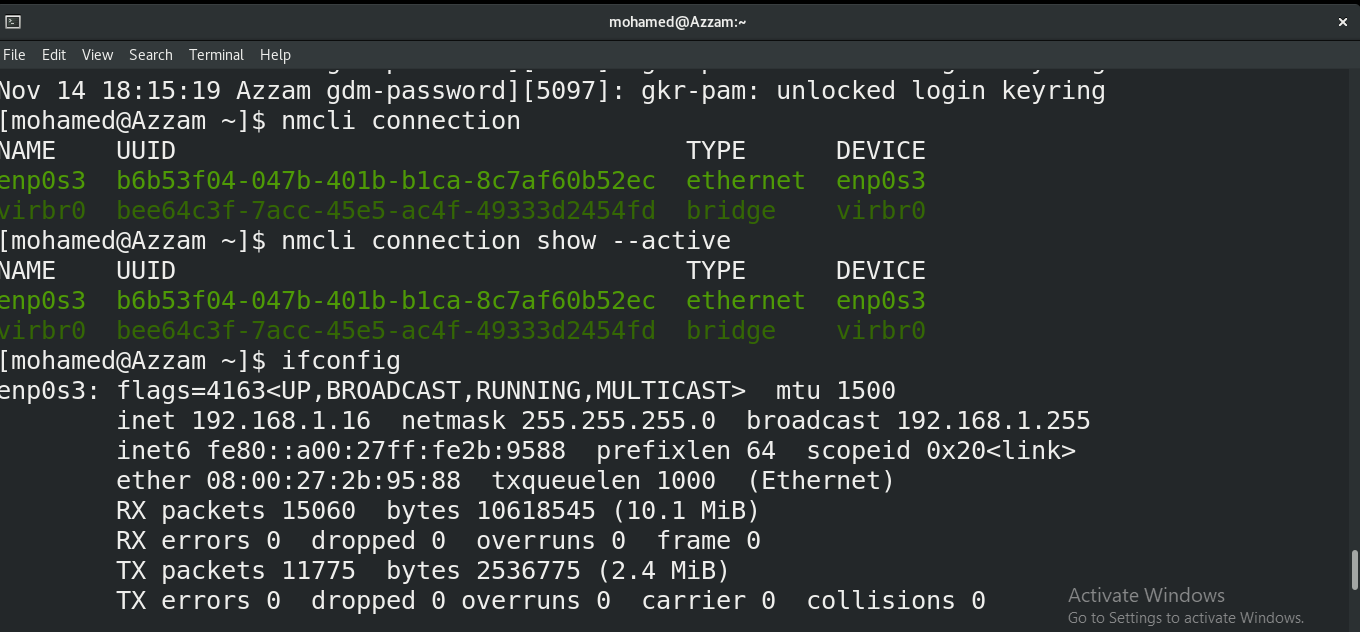 mohamed@Azzam:~
File Edit View Search Terminal Help
Nov 14 18:15:19 Azzam gdm-password][5097]: gkr-pam: unlocked login keyring
[mohamed@Azzam ~]$ nmcli connection
NAME    UUID                                  TYPE      DEVICE
enp0s3  b6b53f04-047b-401b-b1ca-8c7af60b52ec  ethernet  enp0s3
virbr0  bee64c3f-7acc-45e5-ac4f-49333d2454fd  bridge    virbr0
[mohamed@Azzam ~]$ nmcli connection show --active
NAME    UUID                                  TYPE      DEVICE
enp0s3  b6b53f04-047b-401b-b1ca-8c7af60b52ec  ethernet  enp0s3
virbr0  bee64c3f-7acc-45e5-ac4f-49333d2454fd  bridge    virbr0
[mohamed@Azzam ~]$ ifconfig
enp0s3: flags=4163<UP,BROADCAST,RUNNING,MULTICAST>  mtu 1500
        inet 192.168.1.16  netmask 255.255.255.0  broadcast 192.168.1.255
        inet6 fe80::a00:27ff:fe2b:9588  prefixlen 64  scopeid 0x20<link>
        ether 08:00:27:2b:95:88  txqueuelen 1000  (Ethernet)
        RX packets 15060  bytes 10618545 (10.1 MiB)
        RX errors 0  dropped 0  overruns 0  frame 0
        TX packets 11775  bytes 2536775 (2.4 MiB)
        TX errors 0  dropped 0 overruns 0  carrier 0  collisions 0
Activate Windows
Go to Settings to activate Windows.